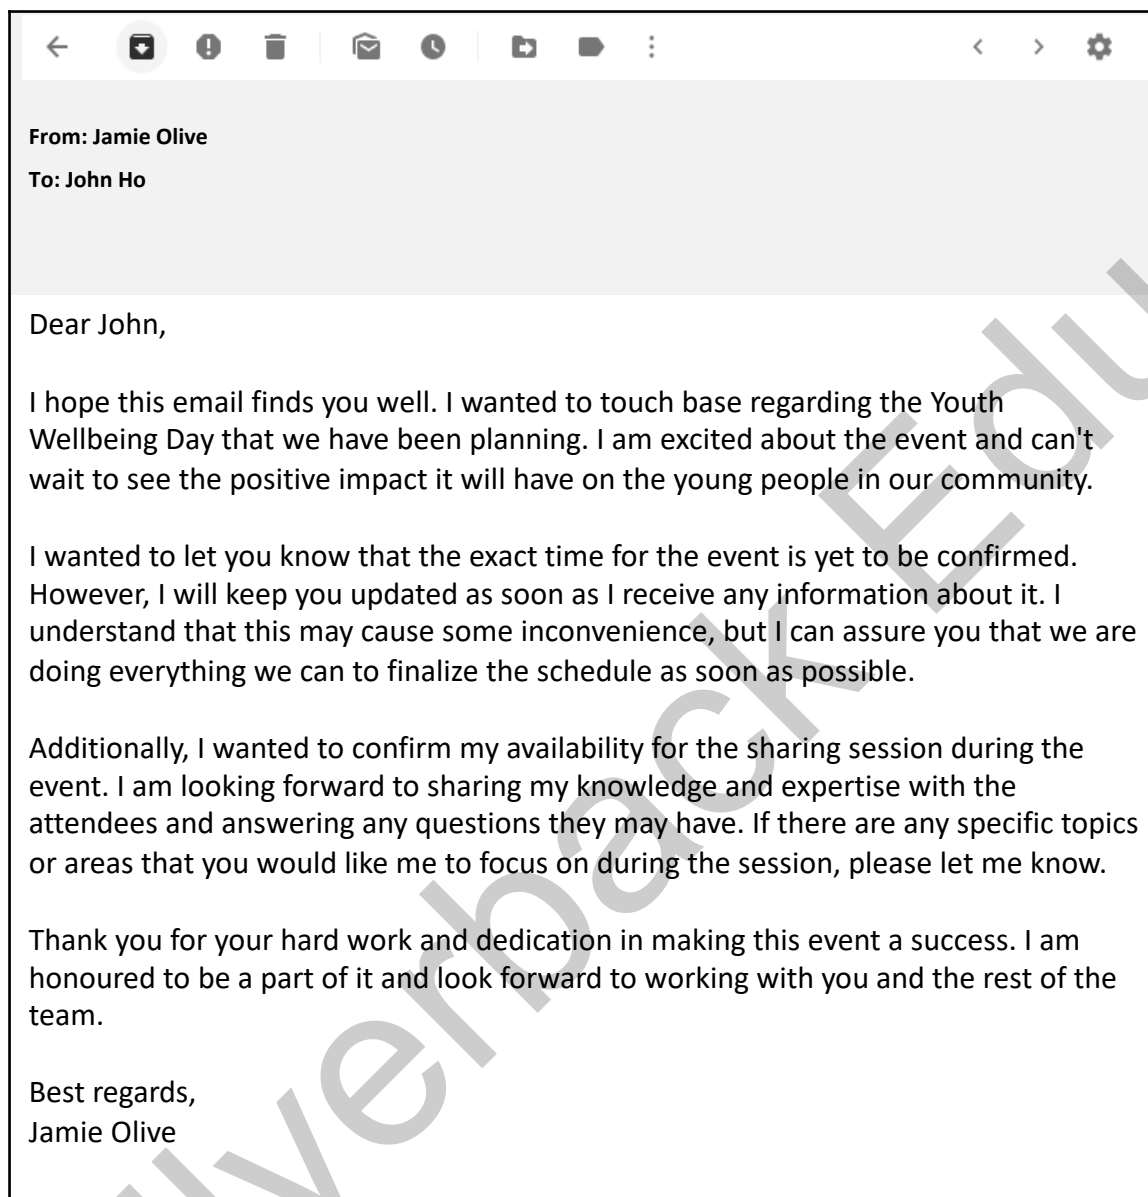 From: Jamie Olive
To: John Ho
Dear John,
I hope this email finds you well. I wanted to touch base regarding the Youth
Wellbeing Day that we have been planning. I am excited about the event and can't
wait to see the positive impact it will have on the young people in our community.
I wanted to let you know that the exact time for the event is yet to be confirmed.
However, I will keep you updated as soon as I receive any information about it. I
understand that this may cause some inconvenience, but I can assure you that we are
doing everything we can to finalize the schedule as soon as possible.
Additionally, I wanted to confirm my availability for the sharing session during the
event. I am looking forward to sharing my knowledge and expertise with the
attendees and answering any questions they may have. If there are any specific topics
or areas that you would like me to focus on during the session, please let me know.
Thank you for your hard work and dedication in making this event a success. I am
honoured to be a part of it and look forward to working with you and the rest of the
team.
Best regards,
Jamie Olive